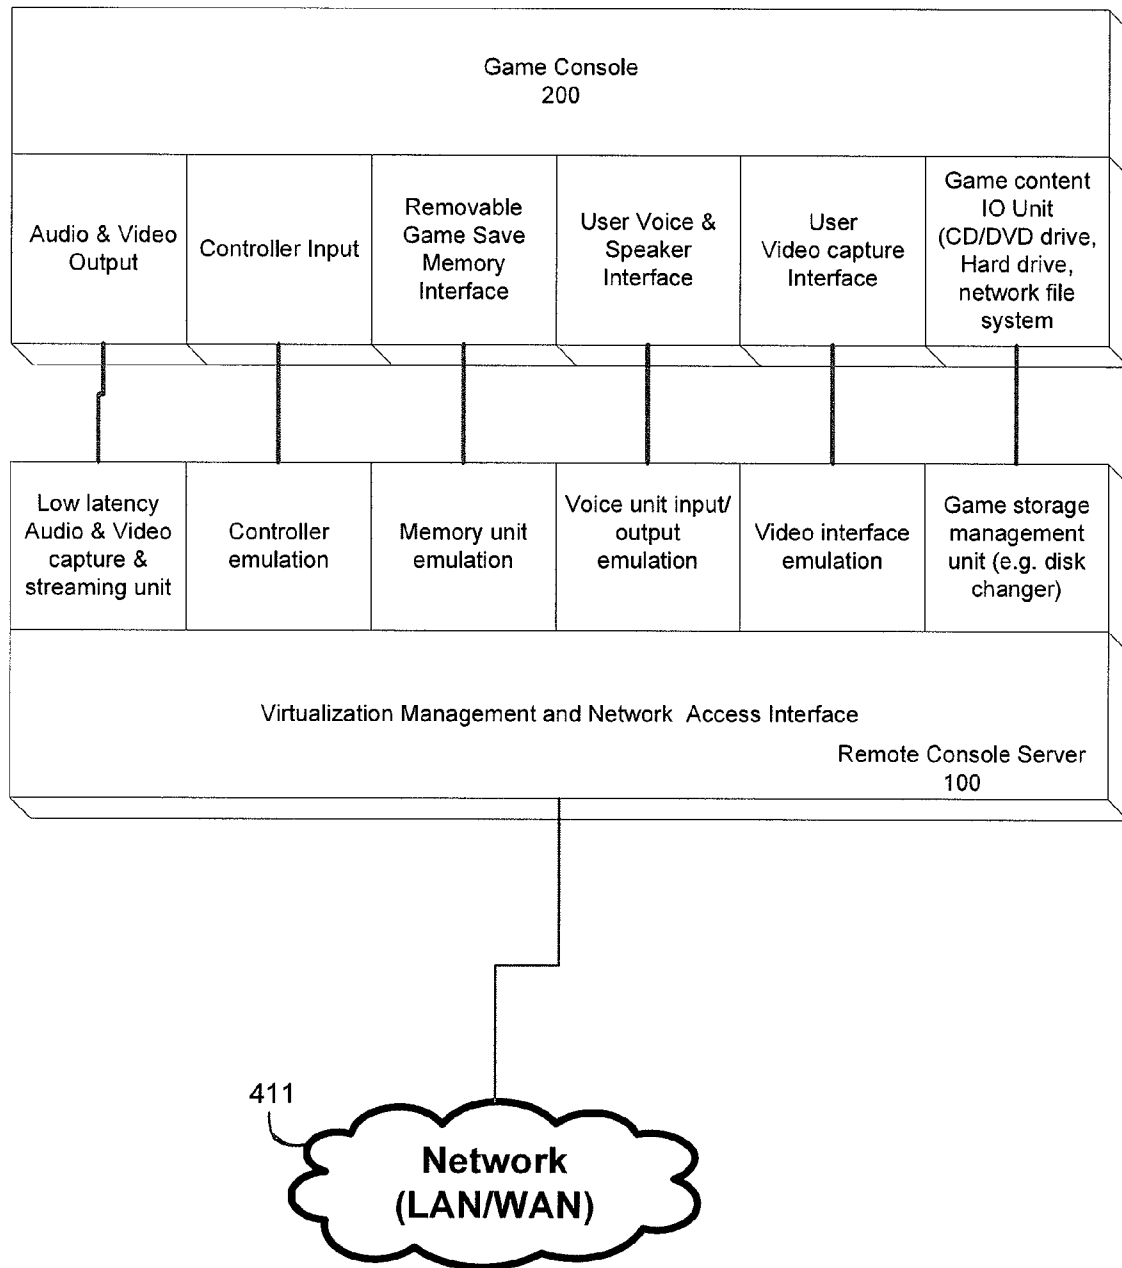 Game Console
200
Audio & Video
Output
Controller Input
Removable
Game Save
Memory
Interface
User Voice &
Speaker
Interface
User
Video capture
Interface
Game content
IO Unit
(CD/DVD drive,
Hard drive,
network file
system
Low latency
Audio & Video
capture &
streaming unit
Controller
emulation
Memory unit
emulation
Voice unit input/
output
emulation
Video interface
emulation
Game storage
management
unit (e.g. disk
changer)
Virtualization Management and Network Access Interface
Remote Console Server
100
411
Network
(LAN/WAN)